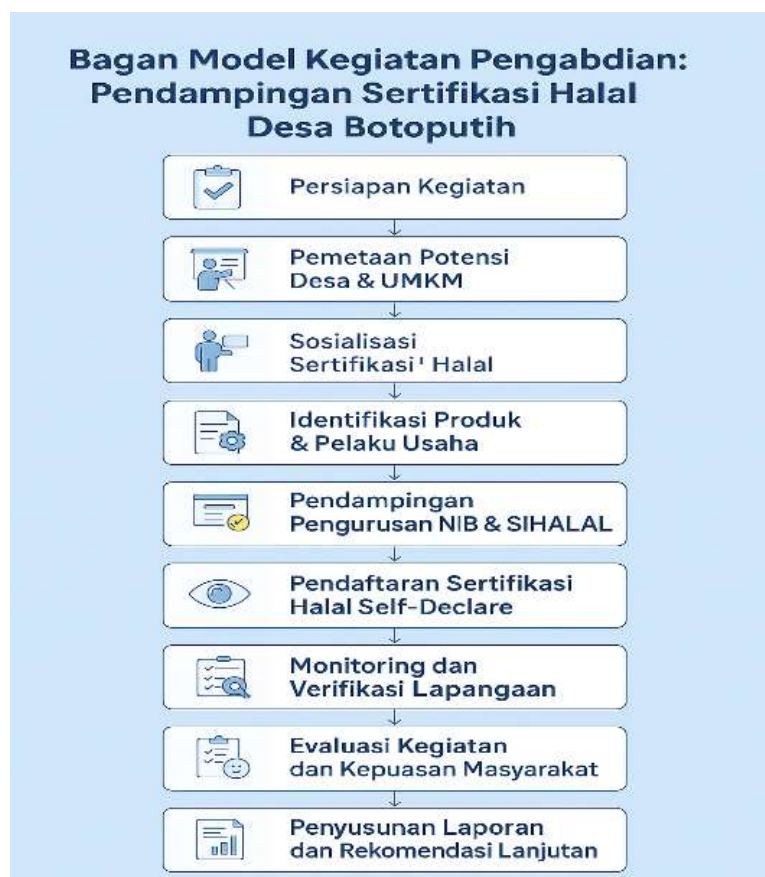 Bagan Model Kegiatan Pengabdian:
Pendampingan Sertifikasi Halal
Desa Botoputih
Persiapan Kegiatan
Pemetaan Potensi
Desa & UMKM
Sosialisasi
Sertifikasi' Halal
Identifikasi Produk
& Pelaku Usaha
Pendampingan
Pengurusan NIB & SIHALAL
Pendaftaran Sertifikasi
Halal Self-Declare
Monitoring dan
Verifikasi Lapangaan
Evaluasi Kegiatan
dan Kepuasan Masyarakat
Penyusunan Laporan
dan Rekomendasi Lanjutan